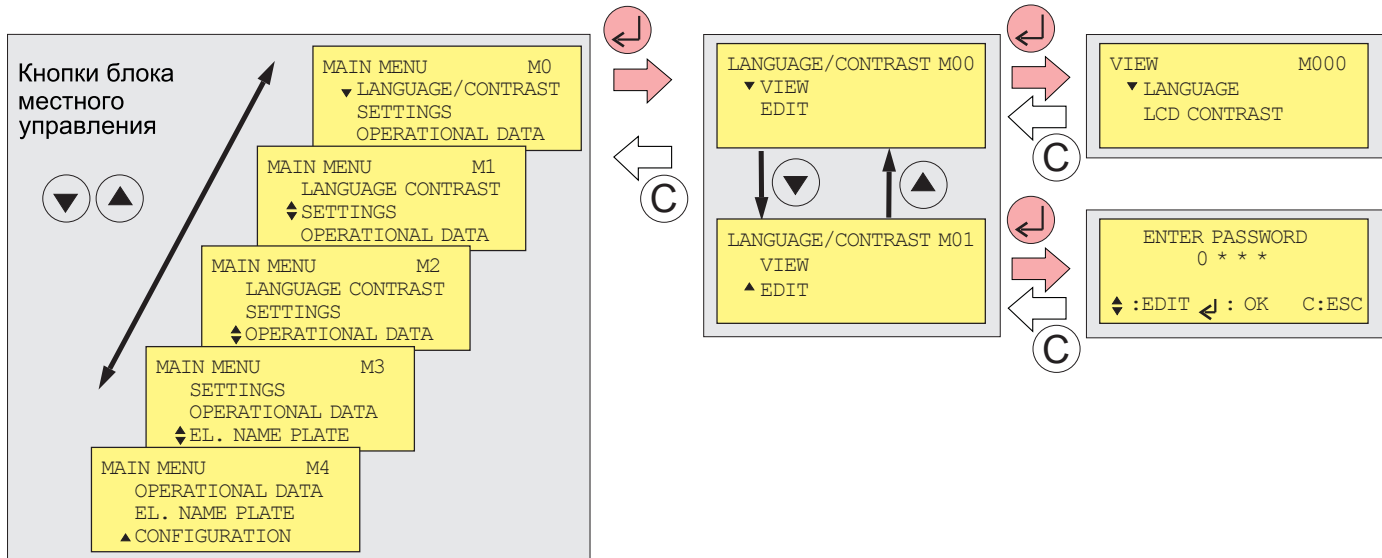 Кнопки блока
местного
управления
MAIN MENU M0
LANGUAGE/CONTRAST
SETTINGS
OPERATIONAL DATA
MAIN MENU M1
LANGUAGE CONTRAST
SETTINGS
OPERATIONAL DATA
MAIN MENU M2
LANGUAGE CONTRAST
SETTINGS
OPERATIONAL DATA
MAIN MENU M3
SETTINGS
OPERATIONAL DATA
EL. NAME PLATE
MAIN MENU M4
OPERATIONAL DATA
EL. NAME PLATE
CONFIGURATION
C
LANGUAGE/CONTRAST M00
VIEW
EDIT
LANGUAGE/CONTRAST M01
VIEW
EDIT
C
VIEW M000
LANGUAGE
LCD CONTRAST
C
ENTER PASSWORD
0 * * *
:EDIT : OK C:ESC